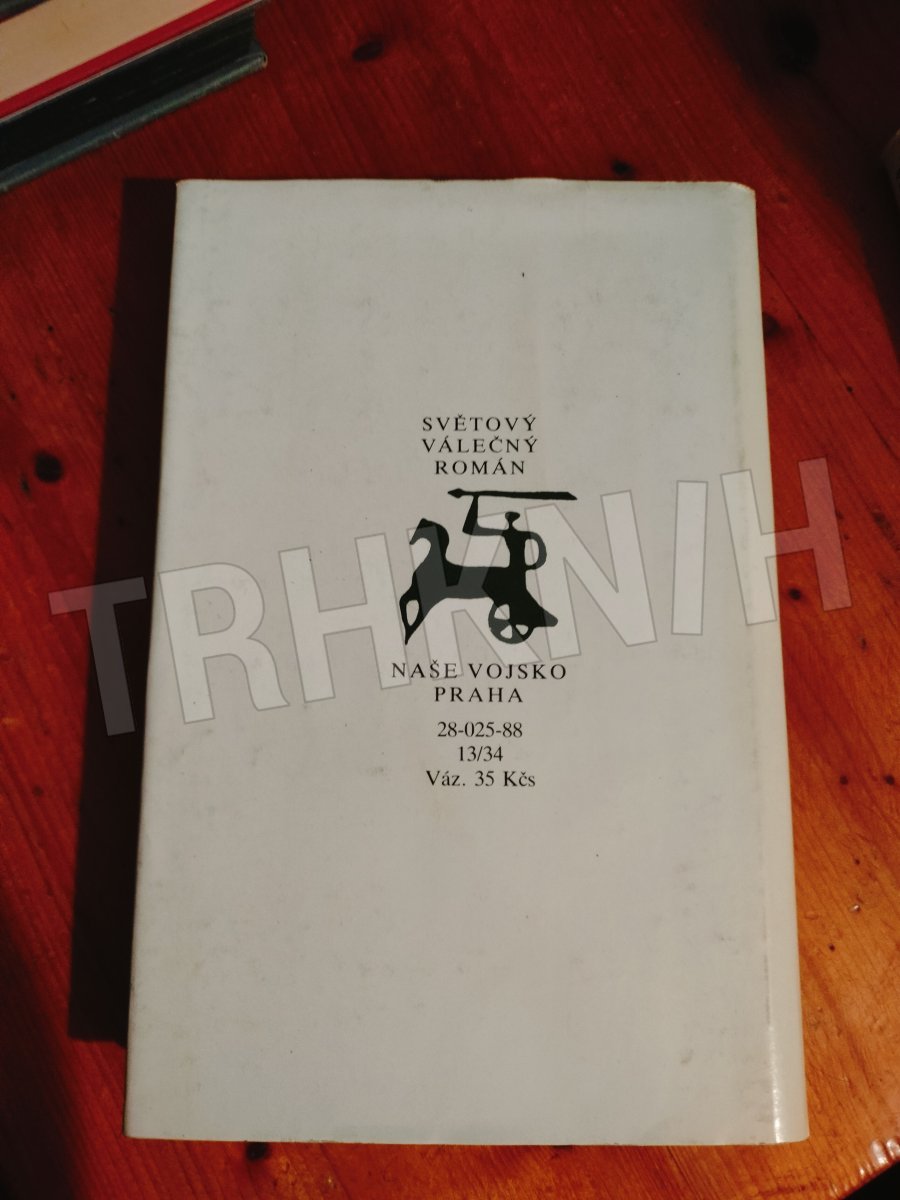 SVĚTOVÝ
VÁLEČNÝ
ROMÁN
TRHKNIH
NAŠE VOJSKO
PRAHA
28-025-88
13/34
Váz. 35 Kčs